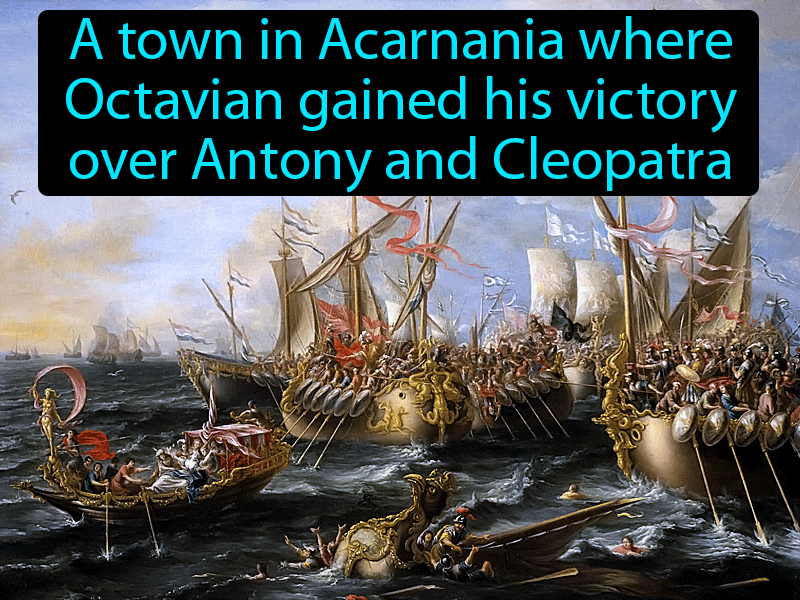 A town in Acarnania where
Octavian gained his victory
over Antony and Cleopatra